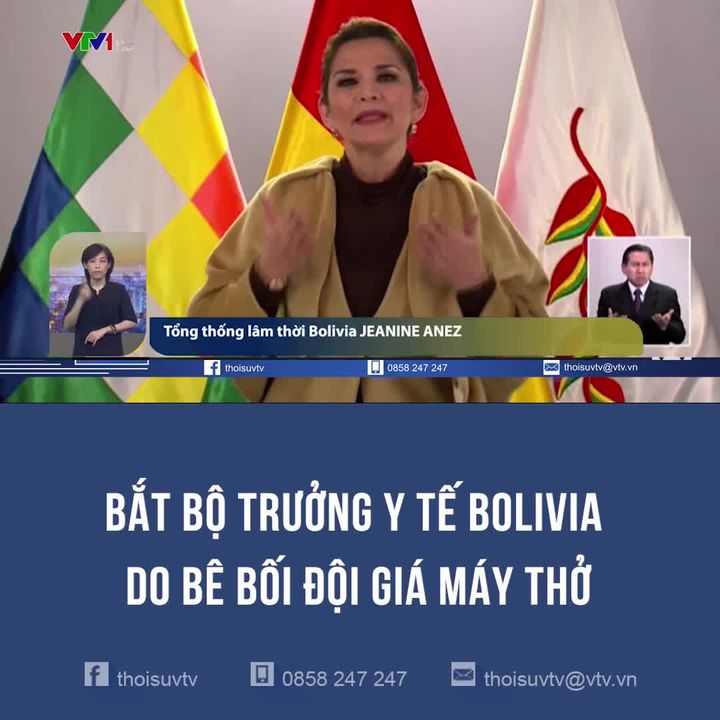 VTV1
Tổng thống lâm thời Bolivia JEANINE ANEZ
thoisuvtv 0858 247 247 thoisuvtv@vtv.vn
BẮT BỘ TRƯỞNG Y TẾ BOLIVIA
DO BÊ BỐI ĐỘI GIÁ MÁY THỞ
thoisuvtv 0858 247 247 thoisuvtv@vtv.vn